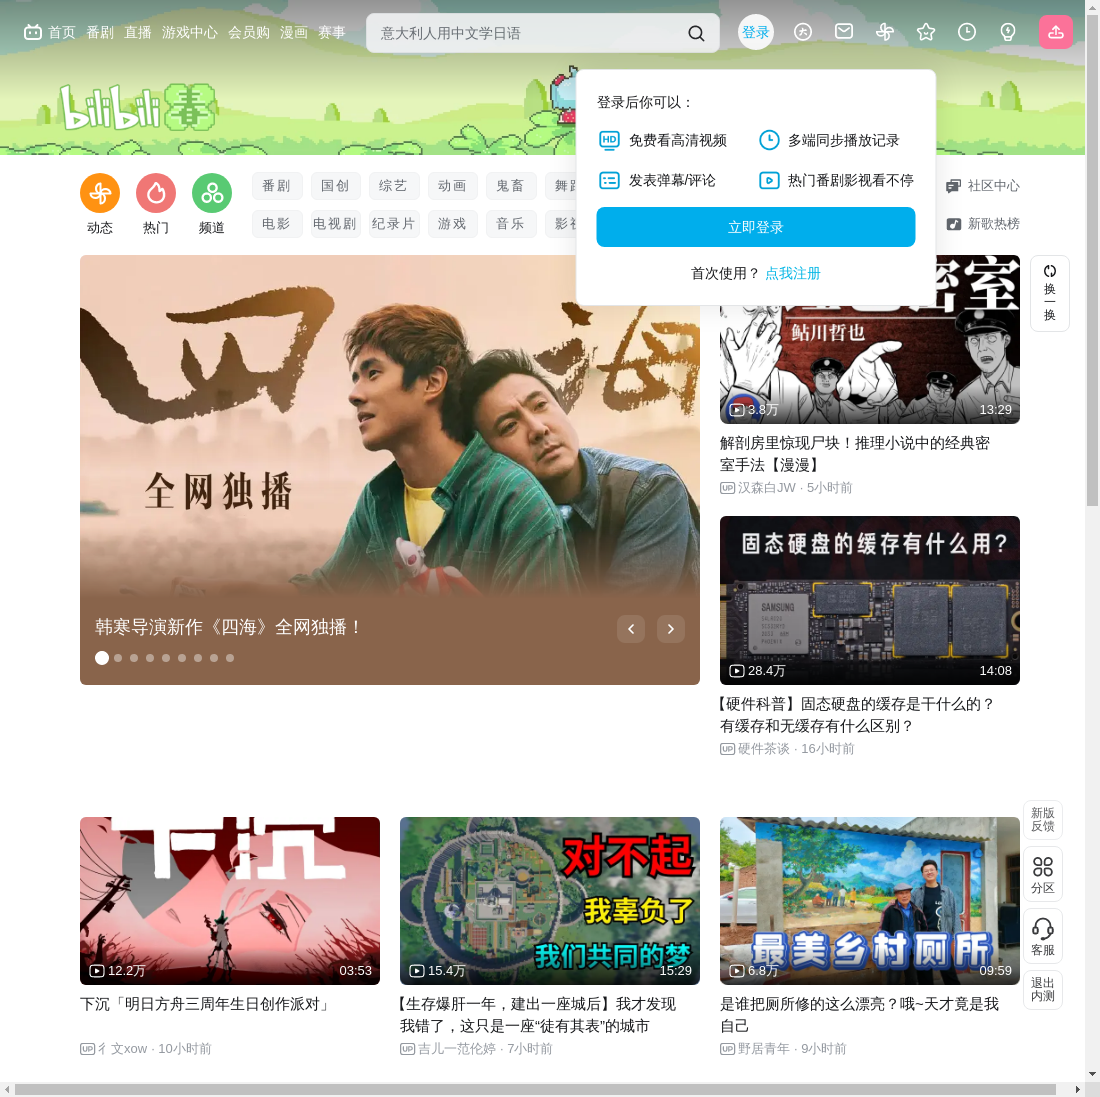 首页 番剧 直播 游戏中心 会员购 漫画 赛事
意大利人用中文学日语
登录
bilibili 春
登录后你可以：
免费看高清视频 多端同步播放记录
发表弹幕/评论 热门番剧影视看不停
立即登录
首次使用？ 点我注册
动态 热门 频道
番剧 国创 综艺 动画 鬼畜
电影 电视剧 纪录片 游戏 音乐
社区中心
新歌热榜
换一换
四海
全网独播
韩寒导演新作《四海》全网独播！
密室
鲇川哲也
3.8万 13:29
解剖房里惊现尸块！推理小说中的经典密
室手法【漫漫】
汉森白JW · 5小时前
固态硬盘的缓存有什么用?
SAMSUNG
28.4万 14:08
【硬件科普】固态硬盘的缓存是干什么的？
有缓存和无缓存有什么区别？
硬件茶谈 · 16小时前
下沉
12.2万 03:53
下沉「明日方舟三周年生日创作派对」
彳文xow · 10小时前
对不起
我辜负了
我们共同的梦
15.4万 15:29
【生存爆肝一年，建出一座城后】我才发现
我错了，这只是一座“徒有其表”的城市
吉儿一范伦婷 · 7小时前
最美乡村厕所
6.8万 09:59
是谁把厕所修的这么漂亮？哦~天才竟是我
自己
野居青年 · 9小时前
新版
反馈
分区
客服
退出
内测